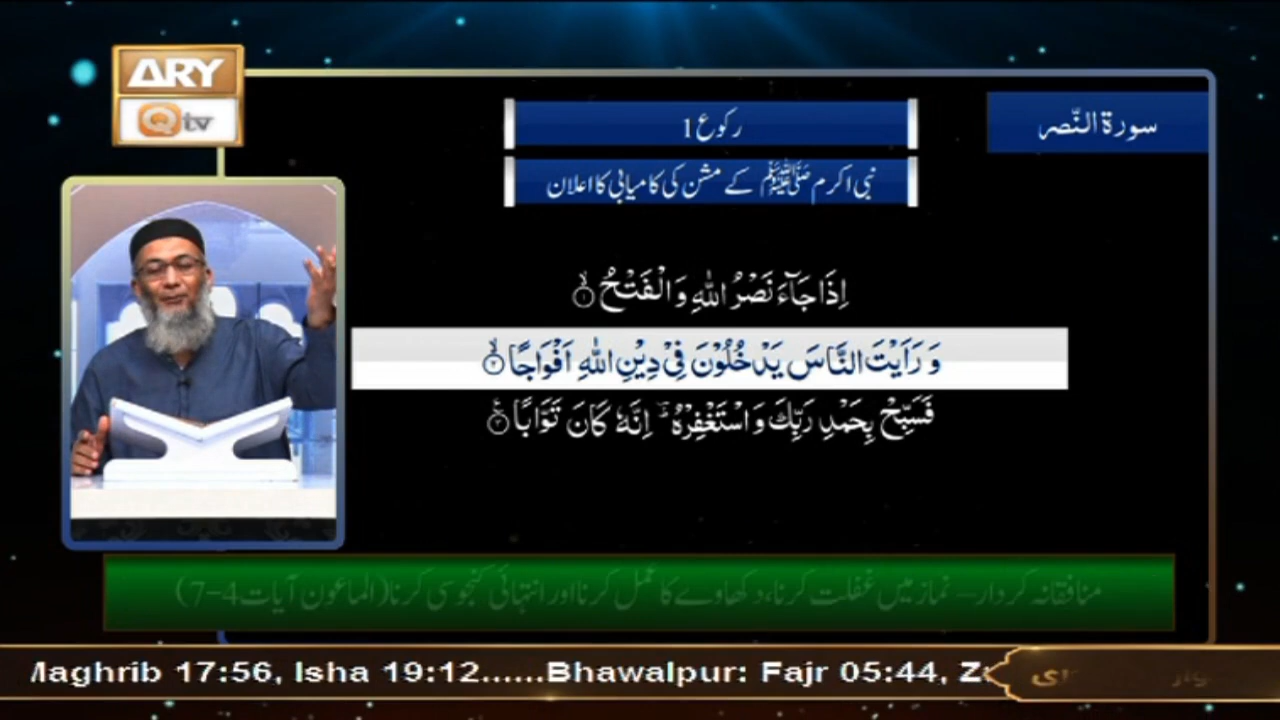 ARY
Qtv
سورۃ النّصر
رکوع 1
نبی اکرم ﷺ کے مشن کی کامیابی کا اعلان
اِذَا جَآءَ نَصْرُ اللّٰهِ وَ الْفَتْحُۙ۝۱
وَ رَاَیْتَ النَّاسَ یَدْخُلُوْنَ فِیْ دِیْنِ اللّٰهِ اَفْوَاجًاۙ۝۲
فَسَبِّحْ بِحَمْدِ رَبِّكَ وَ اسْتَغْفِرْهُ ؔؕ اِنَّهٗ كَانَ تَوَّابًا۠۝۳
منافقانہ کردار – نماز میں غفلت کرنا، دکھاوے کا عمل کرنا اور انتہائی کنجوسی کرنا (الماعون آیات 4-7)
Maghrib 17:56, Isha 19:12......Bhawalpur: Fajr 05:44, Z